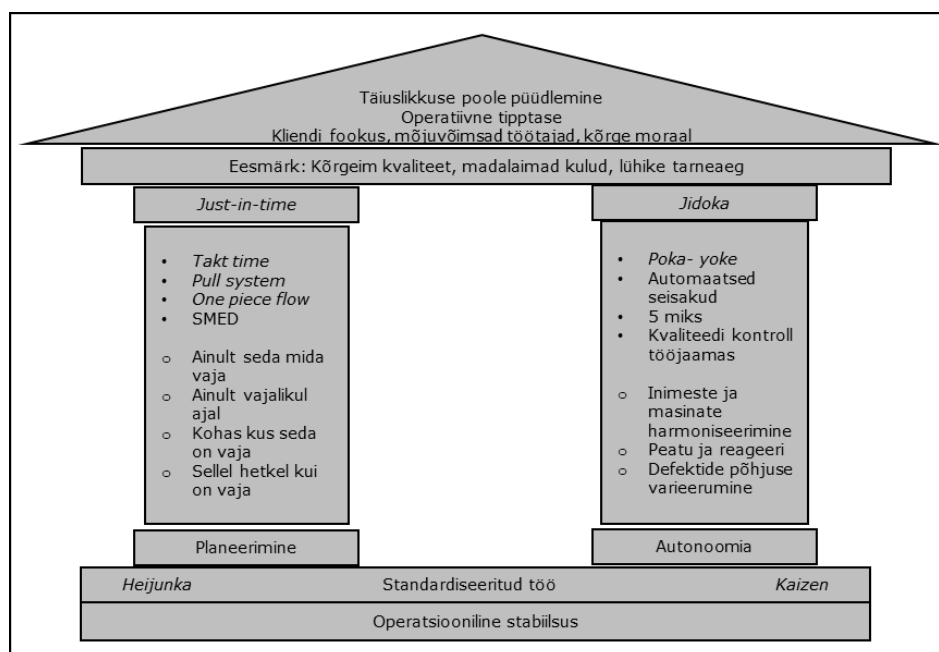 Täiuslikkuse poole püüdlemine
Operatiivne tipptase
Kliendi fookus, mõjuvõimsad töötajad, kõrge moraal
Eesmärk: Kõrgeim kvaliteet, madalaimad kulud, lühike tarneaeg
Just-in-time
• Takt time
• Pull system
• One piece flow
• SMED
o Ainult seda mida
vaja
o Ainult vajalikul
ajal
o Kohas kus seda
on vaja
o Sellel hetkel kui
on vaja
Planeerimine
Jidoka
• Poka- yoke
• Automaatsed
seisakud
• 5 miks
• Kvaliteedi kontroll
tööjaamas
o Inimeste ja
masinate
harmoniseerimine
o Peatu ja reageeri
o Defektide põhjuse
varieerumine
Autonoomia
Heijunka Standardiseeritud töö Kaizen
Operatsiooniline stabiilsus